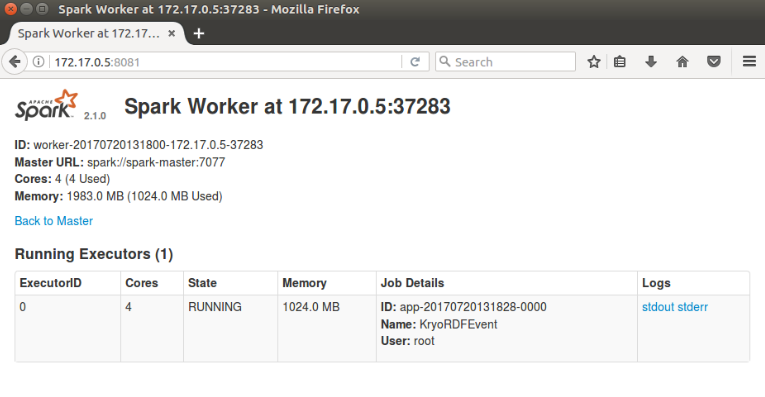 Spark Worker at 172.17.0.5:37283 - Mozilla Firefox
Spark Worker at 172.17.... × +
172.17.0.5:8081 Search
APACHE Spark 2.1.0 Spark Worker at 172.17.0.5:37283
ID: worker-20170720131800-172.17.0.5-37283
Master URL: spark://spark-master:7077
Cores: 4 (4 Used)
Memory: 1983.0 MB (1024.0 MB Used)
Back to Master
Running Executors (1)
ExecutorID Cores State Memory Job Details Logs
0 4 RUNNING 1024.0 MB ID: app-20170720131828-0000 stdout stderr
Name: KryoRDFEvent
User: root